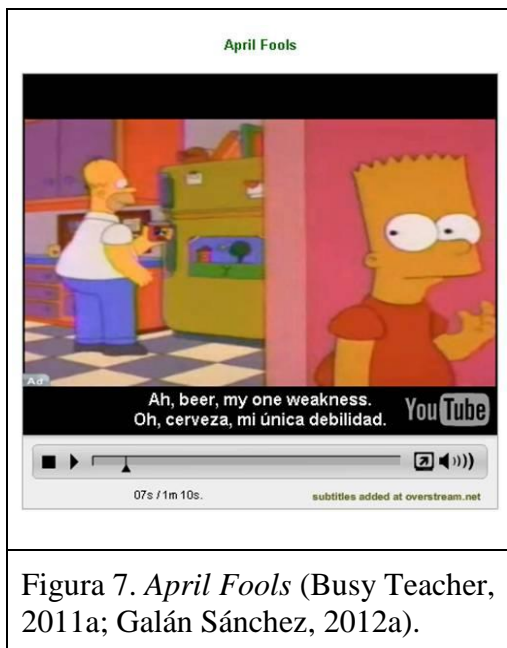 April Fools
Ad
Ah, beer, my one weakness.
Oh, cerveza, mi única debilidad.
YouTube
07s / 1m 10s.
subtitles added at overstream.net
Figura 7. April Fools (Busy Teacher,
2011a; Galán Sánchez, 2012a).